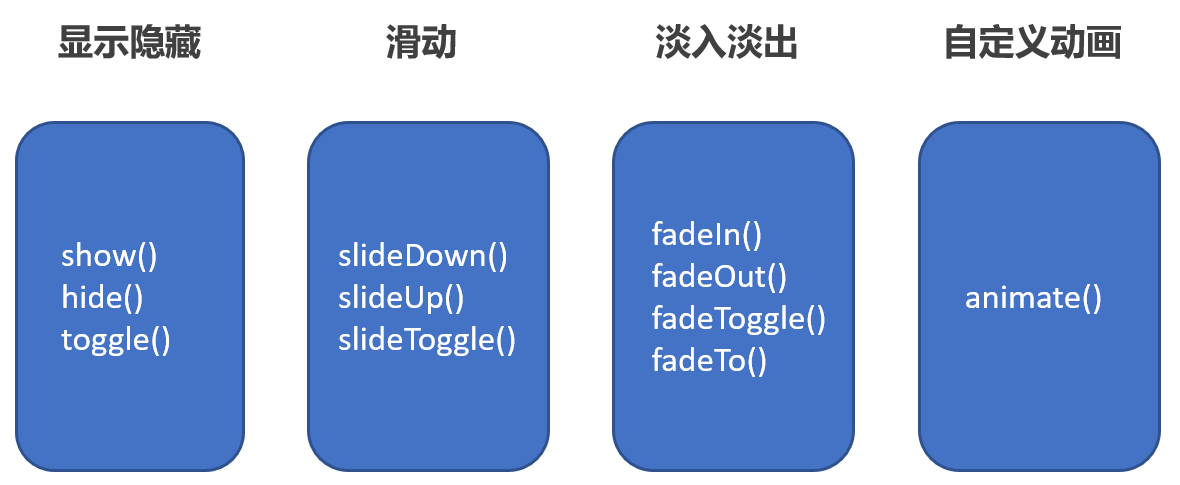 显示隐藏
滑动
淡入淡出
自定义动画
show()
hide()
toggle()
slideDown()
slideUp()
slideToggle()
fadeIn()
fadeOut()
fadeToggle()
fadeTo()
animate()